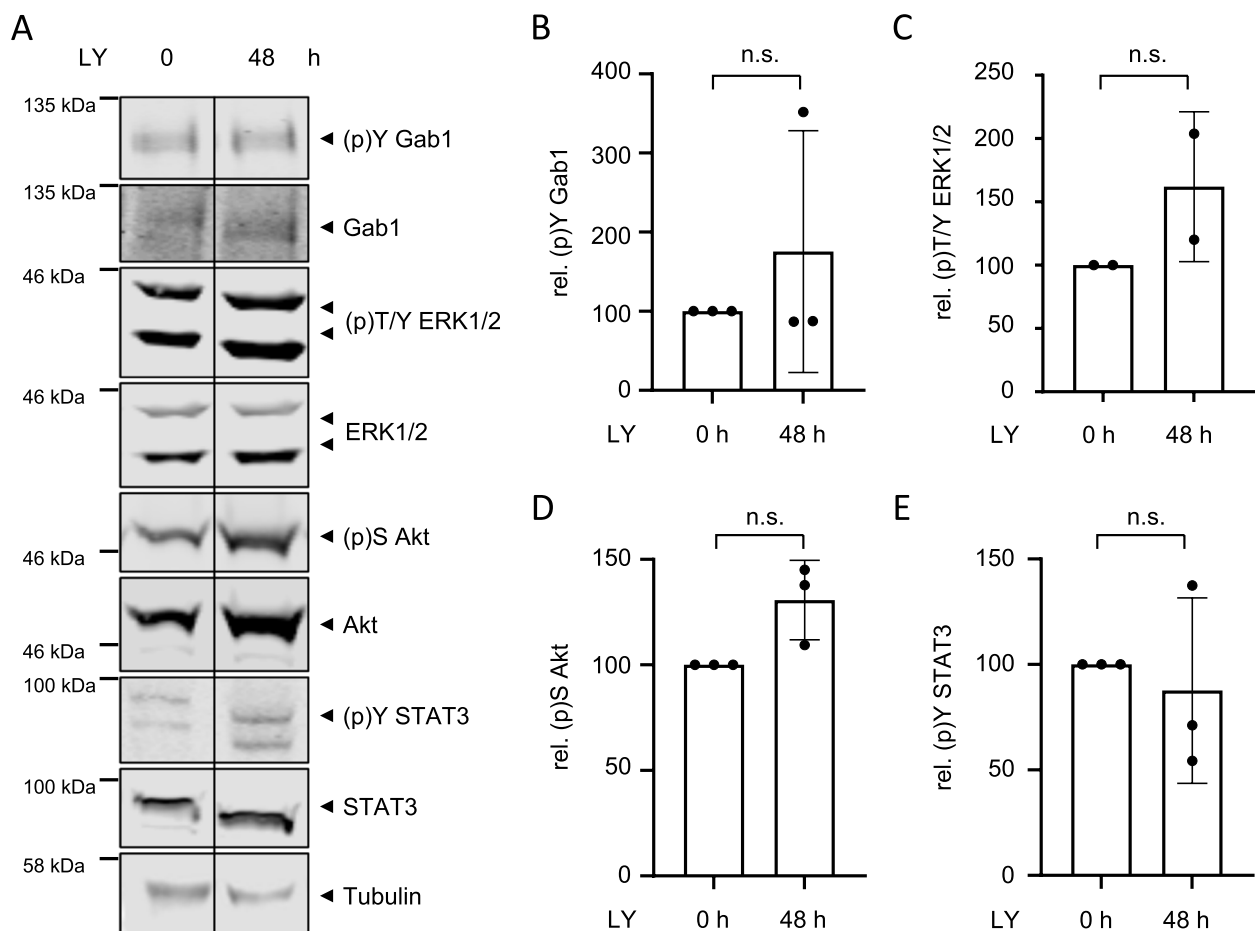 A
LY 0 48 h
135 kDa
(p)Y Gab1
135 kDa
Gab1
46 kDa
(p)T/Y ERK1/2
46 kDa
ERK1/2
(p)S Akt
46 kDa
Akt
46 kDa
100 kDa
(p)Y STAT3
100 kDa
STAT3
58 kDa
Tubulin
B
n.s.
rel. (p)Y Gab1
400
300
200
100
0
LY 0 h 48 h
C
n.s.
rel. (p)T/Y ERK1/2
250
200
150
100
50
0
LY 0 h 48 h
D
n.s.
rel. (p)S Akt
150
100
50
0
LY 0 h 48 h
E
n.s.
rel. (p)Y STAT3
150
100
50
0
LY 0 h 48 h